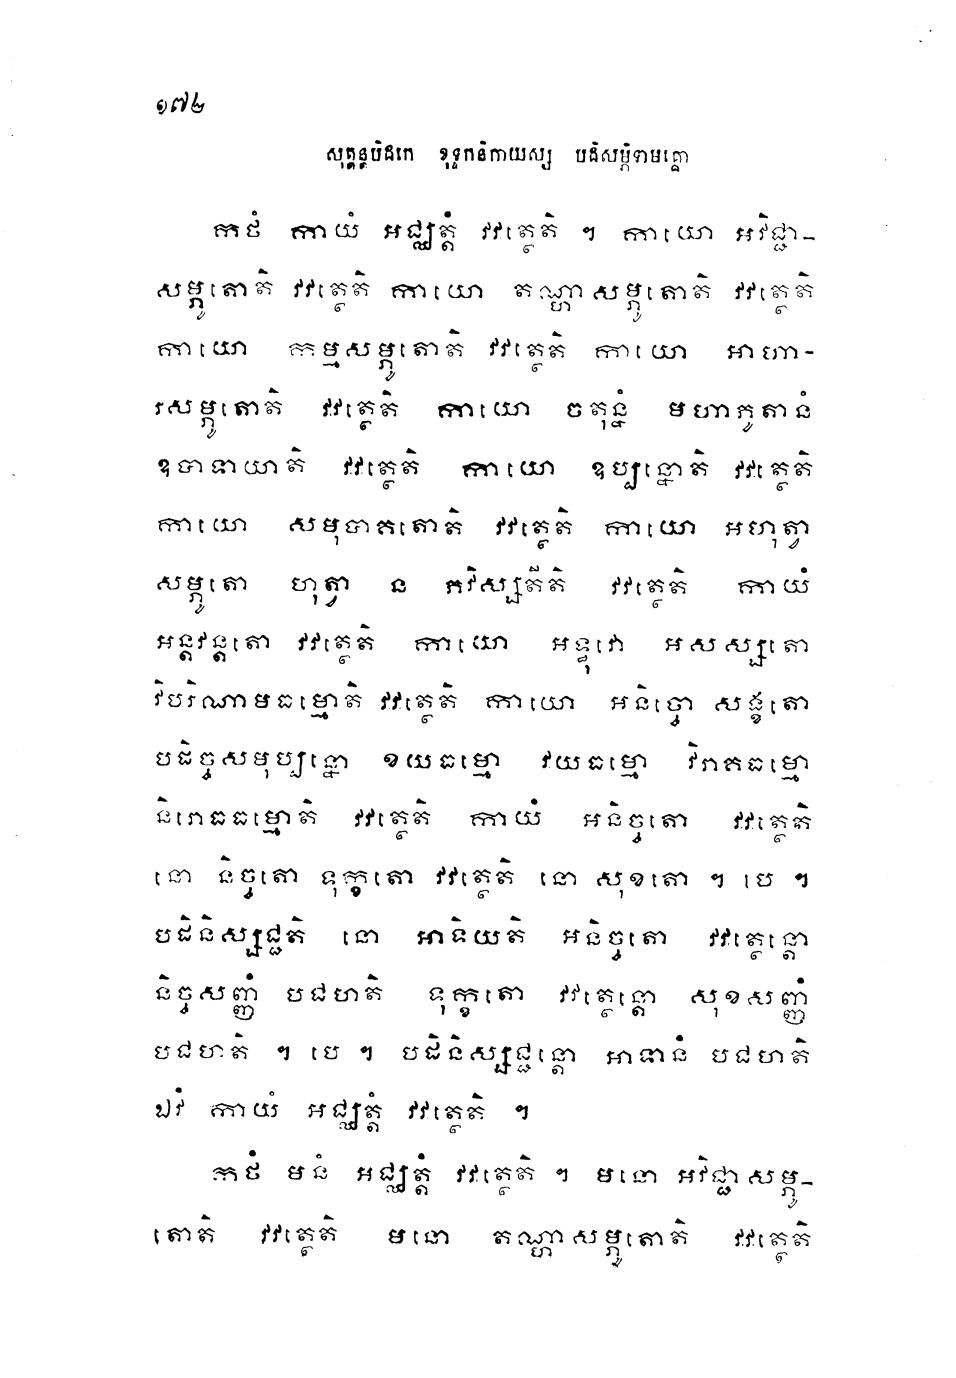 ១៧២
សុត្តន្តបិដកេ ខុទ្ទកនិកាយស្ស បដិសម្ភិទាមគ្គោ
កថំ កាយំ អជ្ឈត្តំ វវត្ថេតិ ។ កាយោ អវិជ្ជា-
សម្ភូតោតិ វវត្ថេតិ កាយោ តណ្ហាសម្ភូតោតិ វវត្ថេតិ
កាយោ កម្មសម្ភូតោតិ វវត្ថេតិ កាយោ អាហា-
រសម្ភូតោតិ វវត្ថេតិ កាយោ ចតុន្នំ មហាភូតានំ
ឧបាទាយាតិ វវត្ថេតិ កាយោ ឧប្បន្នោតិ វវត្ថេតិ
កាយោ សមុបាគតោតិ វវត្ថេតិ កាយោ អហុត្វា
សម្ភូតោ ហុត្វា ន ភវិស្សតីតិ វវត្ថេតិ កាយំ
អន្តវន្តតោ វវត្ថេតិ កាយោ អទ្ធុវោ អសស្សតោ
វិបរិណាមធម្មោតិ វវត្ថេតិ កាយោ អនិច្ចោ សង្ខតោ
បដិច្ចសមុប្បន្នោ ខយធម្មោ វយធម្មោ វិរាគធម្មោ
និរោធធម្មោតិ វវត្ថេតិ កាយំ អនិច្ចតោ វវត្ថេតិ
នោ និច្ចតោ ទុក្ខតោ វវត្ថេតិ នោ សុខតោ ។ បេ ។
បដិនិស្សជ្ជតិ នោ អាទិយតិ អនិច្ចតោ វវត្ថេន្តោ
និច្ចសញ្ញំ បជហតិ ទុក្ខតោ វវត្ថេន្តោ សុខសញ្ញំ
បជហតិ ។ បេ ។ បដិនិស្សជ្ជន្តោ អាទានំ បជហតិ
ឯវំ កាយំ អជ្ឈត្តំ វវត្ថេតិ ។
កថំ មនំ អជ្ឈត្តំ វវត្ថេតិ ។ មនោ អវិជ្ជាសម្ភូ-
តោតិ វវត្ថេតិ មនោ តណ្ហាសម្ភូតោតិ វវត្ថេតិ